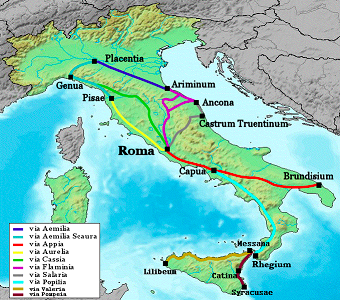 Placentia
Genua
Ariminum
Pisae
Ancona
Castrum Truentinum
Roma
Capua
Brundisium
Messana
Rhegium
Lilibeum
Catina
Syracusae
via Aemilia
via Aemilia Scaura
via Appia
via Aurelia
via Cassia
via Flaminia
via Salaria
via Popilia
via Valeria
via Pompeia